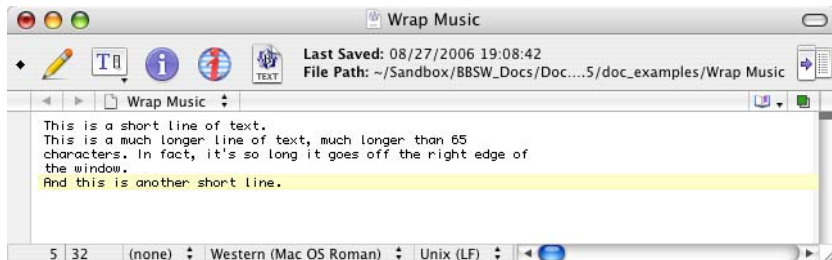 Wrap Music
Last Saved: 08/27/2006 19:08:42
File Path: ~/Sandbox/BBSW_Docs/Doc....5/doc_examples/Wrap Music
TEXT
Wrap Music
This is a short line of text.
This is a much longer line of text, much longer than 65
characters. In fact, it's so long it goes off the right edge of
the window.
And this is another short line.
5 32 (none) Western (Mac OS Roman) Unix (LF)